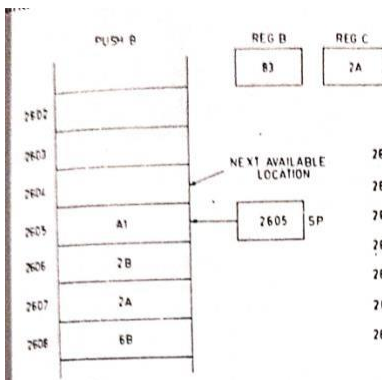 PUSH B
REG B
REG C
83
2A
2602
2603
2604
NEXT AVAILABLE
LOCATION
2605
A1
2605
SP
2606
2B
2607
2A
2608
6B